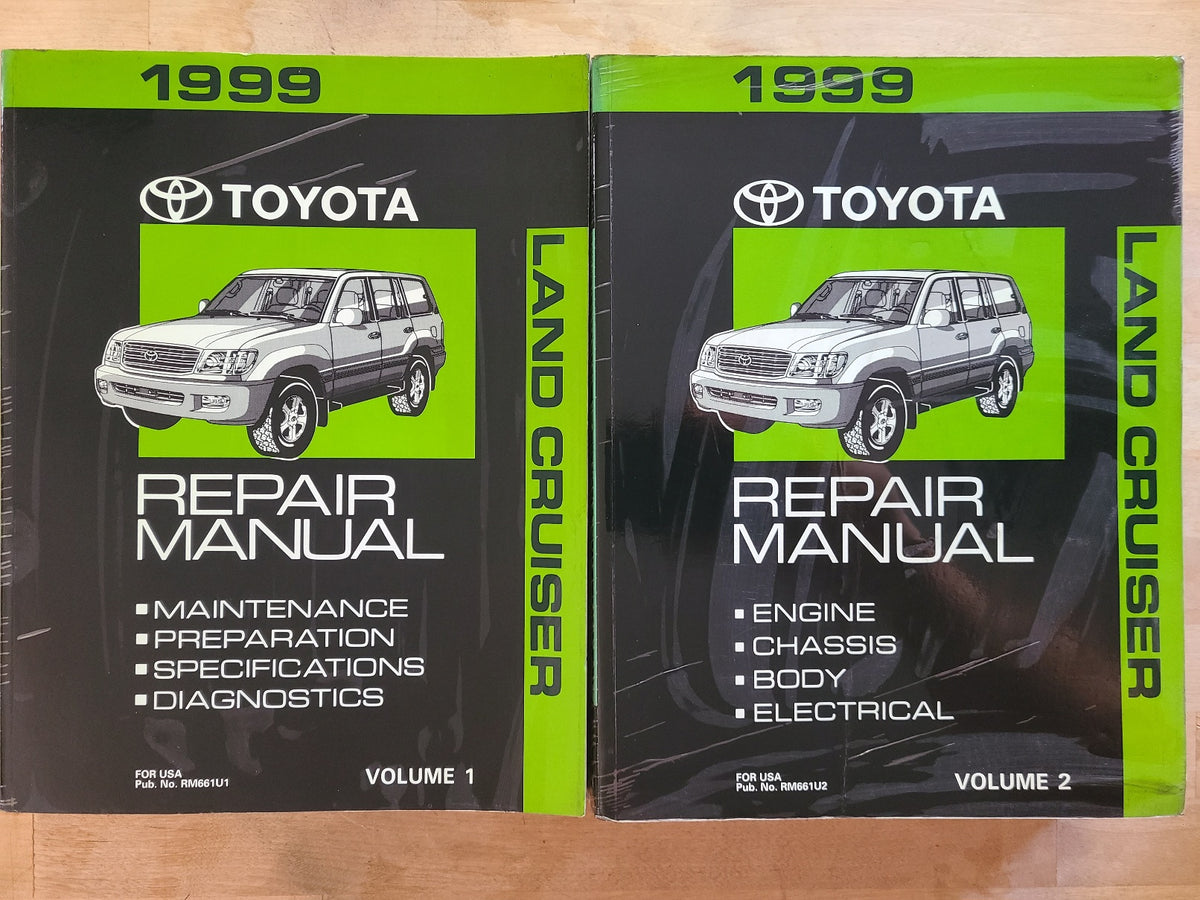 1999
TOYOTA
LAND CRUISER
REPAIR
MANUAL
▪MAINTENANCE
▪PREPARATION
▪SPECIFICATIONS
▪DIAGNOSTICS
FOR USA
Pub. No. RM661U1
VOLUME 1
1999
TOYOTA
LAND CRUISER
REPAIR
MANUAL
▪ENGINE
▪CHASSIS
▪BODY
▪ELECTRICAL
FOR USA
Pub. No. RM661U2
VOLUME 2